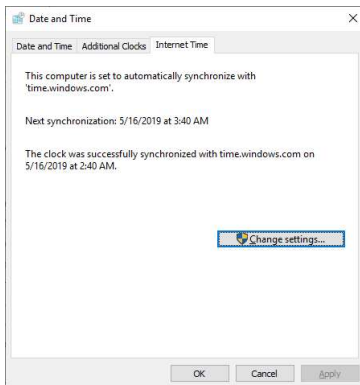 Date and Time
Date and Time Additional Clocks Internet Time
This computer is set to automatically synchronize with
'time.windows.com'.
Next synchronization: 5/16/2019 at 3:40 AM
The clock was successfully synchronized with time.windows.com on
5/16/2019 at 2:40 AM.
Change settings...
OK Cancel Apply